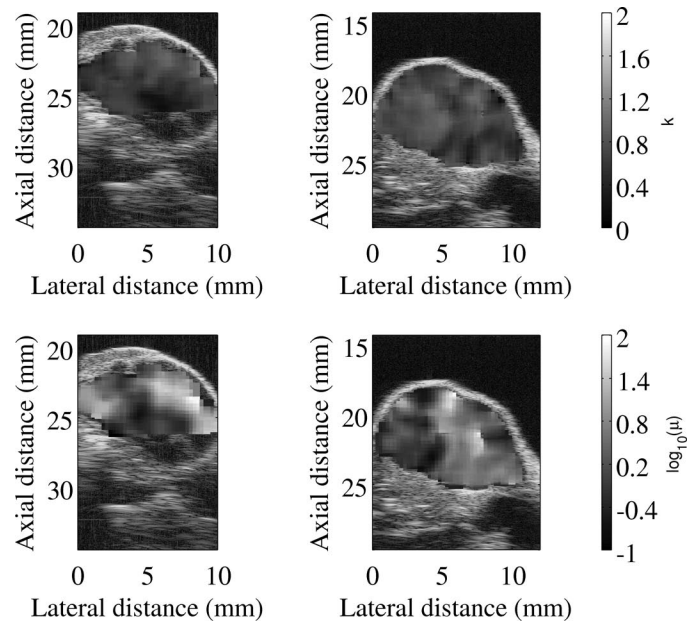 20
25
30
Axial distance (mm)
0 5 10
Lateral distance (mm)
15
20
25
Axial distance (mm)
0 5 10
Lateral distance (mm)
2
1.6
1.2
0.8
0.4
0
k
20
25
30
Axial distance (mm)
0 5 10
Lateral distance (mm)
15
20
25
Axial distance (mm)
0 5 10
Lateral distance (mm)
2
1.4
0.8
0.2
-0.4
-1
log10(μ)